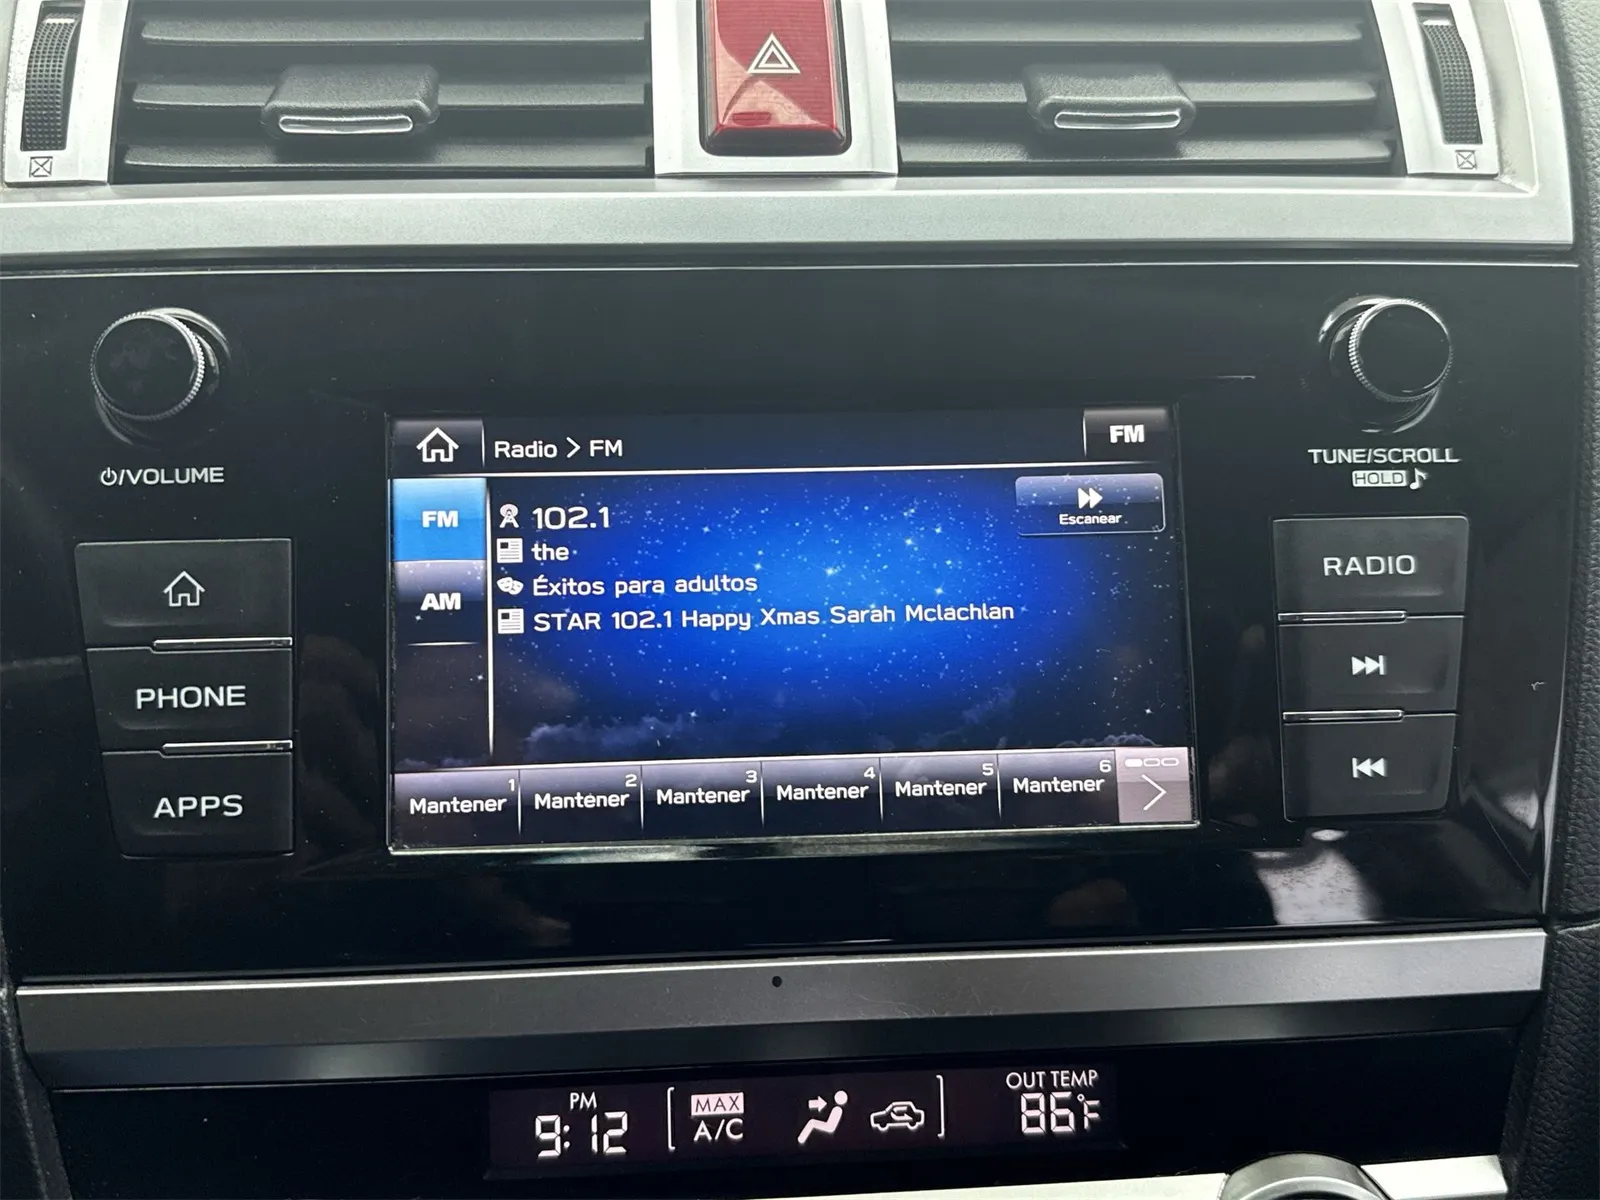 Radio > FM
FM
⏻/VOLUME
TUNE/SCROLL
HOLD
FM
102.1
Escanear
the
AM
Éxitos para adultos
STAR 102.1 Happy Xmas Sarah Mclachlan
PHONE
APPS
RADIO
1 Mantener
2 Mantener
3 Mantener
4 Mantener
5 Mantener
6 Mantener
PM
9:12
MAX
A/C
OUT TEMP
86°F